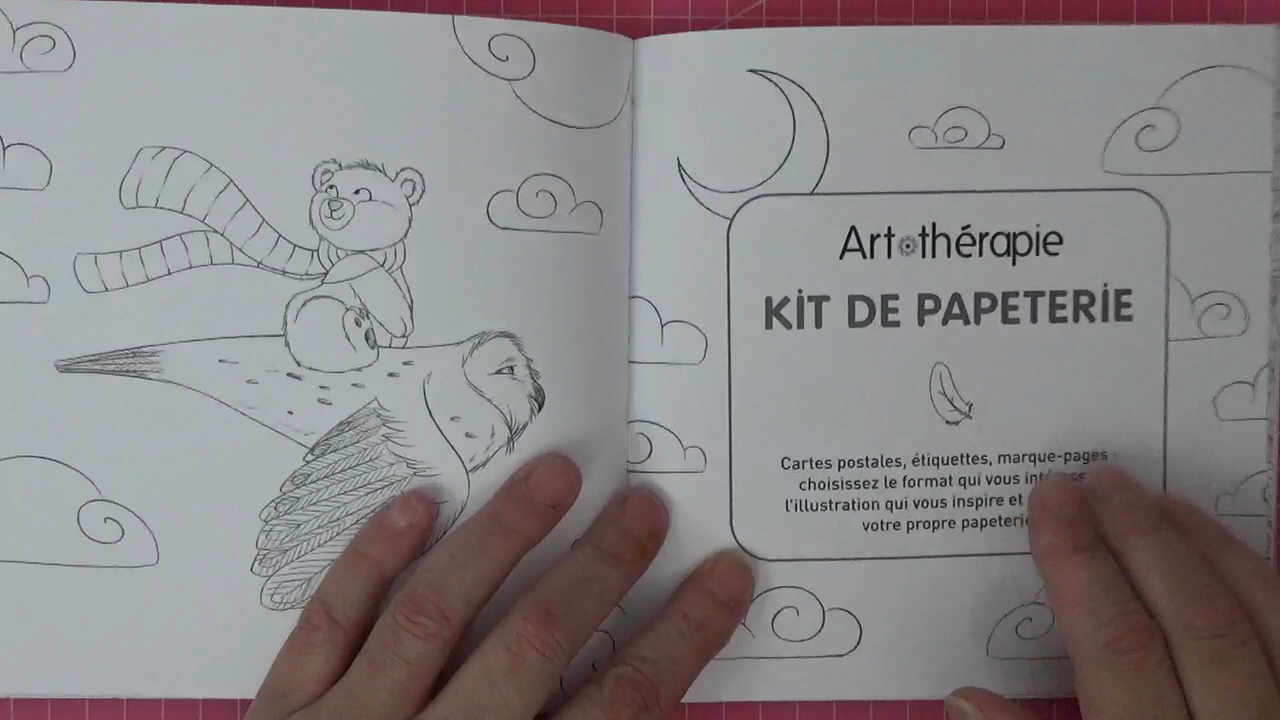 Art thérapie
KIT DE PAPETERIE
Cartes postales, étiquettes, marque-pages
choisissez le format qui vous
l'illustration qui vous inspire et
votre propre papeterie